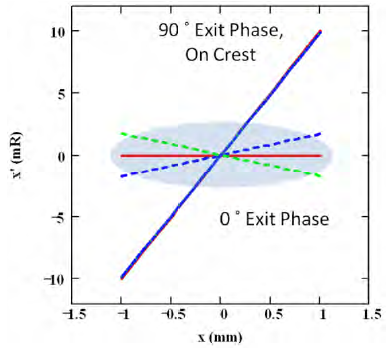 90 ° Exit Phase,
On Crest
10
5
x' (mR)
0
0 ° Exit Phase
−5
−10
−1.5 −1 −0.5 0 0.5 1 1.5
x (mm)